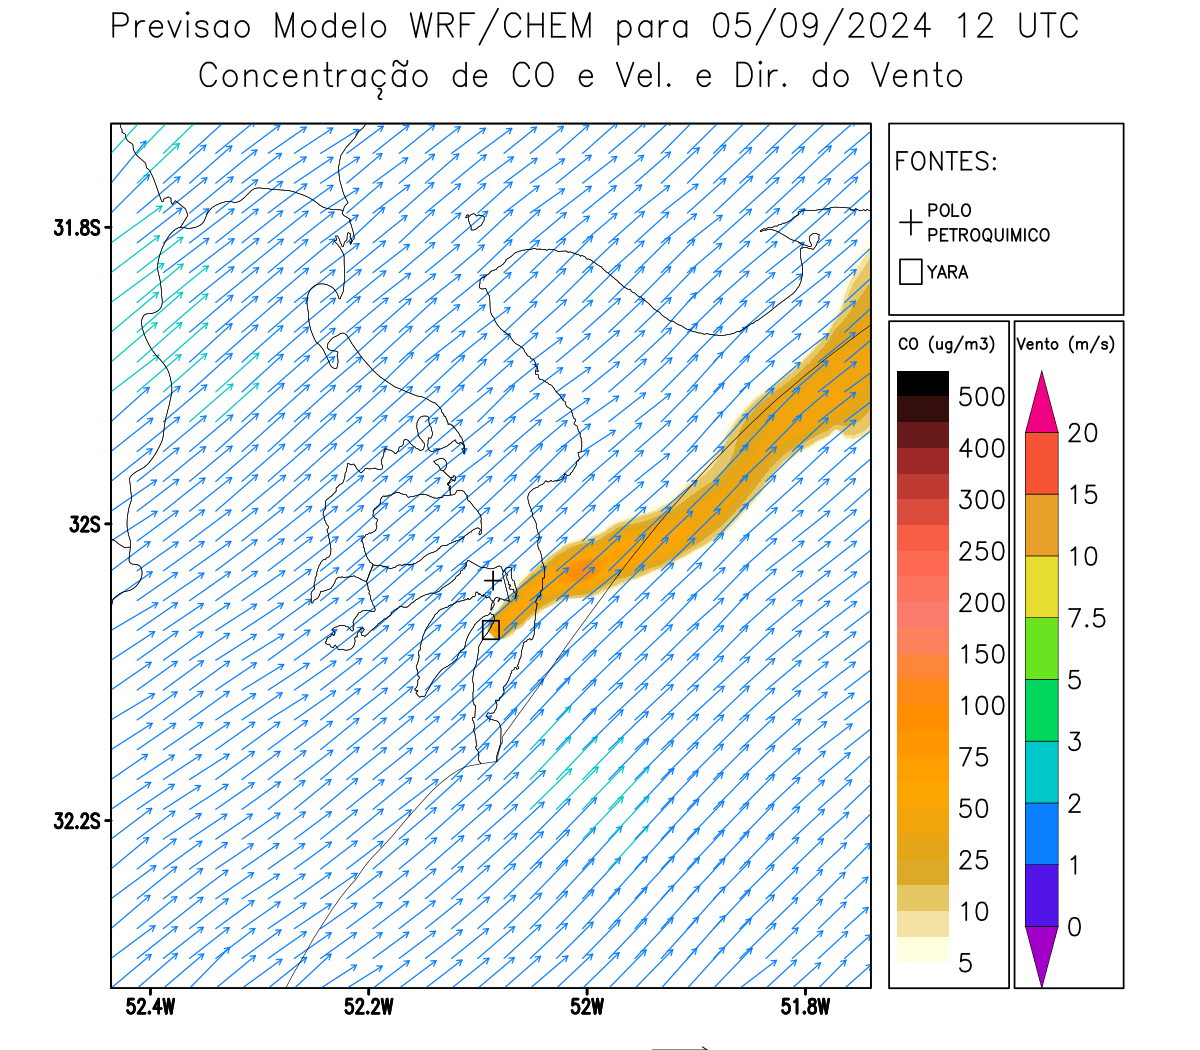 Previsao Modelo WRF/CHEM para 05/09/2024 12 UTC
Concentração de CO e Vel. e Dir. do Vento
FONTES:
POLO
PETROQUIMICO
YARA
31.8S
32S
32.2S
52.4W
52.2W
52W
51.8W
CO (ug/m3)
500
400
300
250
200
150
100
75
50
25
10
5
Vento (m/s)
20
15
10
7.5
5
3
2
1
0